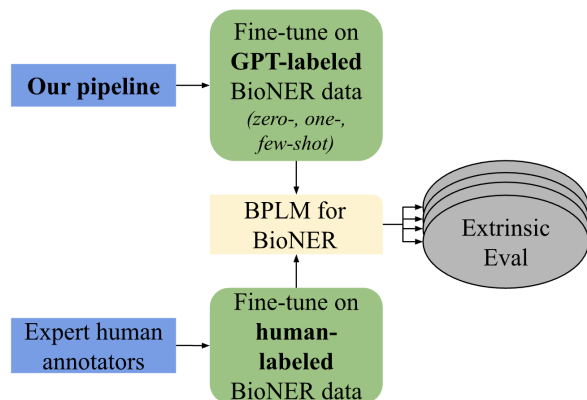 Fine-tune on
GPT-labeled
BioNER data
(zero-, one-,
few-shot)
Our pipeline
BPLM for
BioNER
Extrinsic
Eval
Expert human
annotators
Fine-tune on
human-
labeled
BioNER data